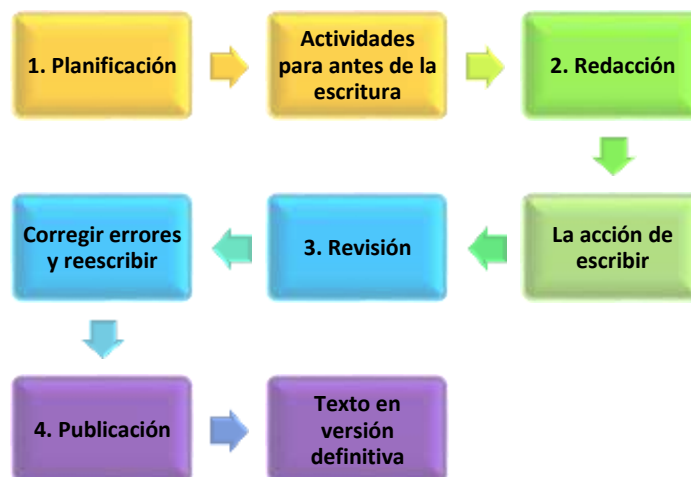 1. Planificación
Actividades
para antes de la
escritura
2. Redacción
La acción de
escribir
3. Revisión
Corregir errores
y reescribir
4. Publicación
Texto en
versión
definitiva